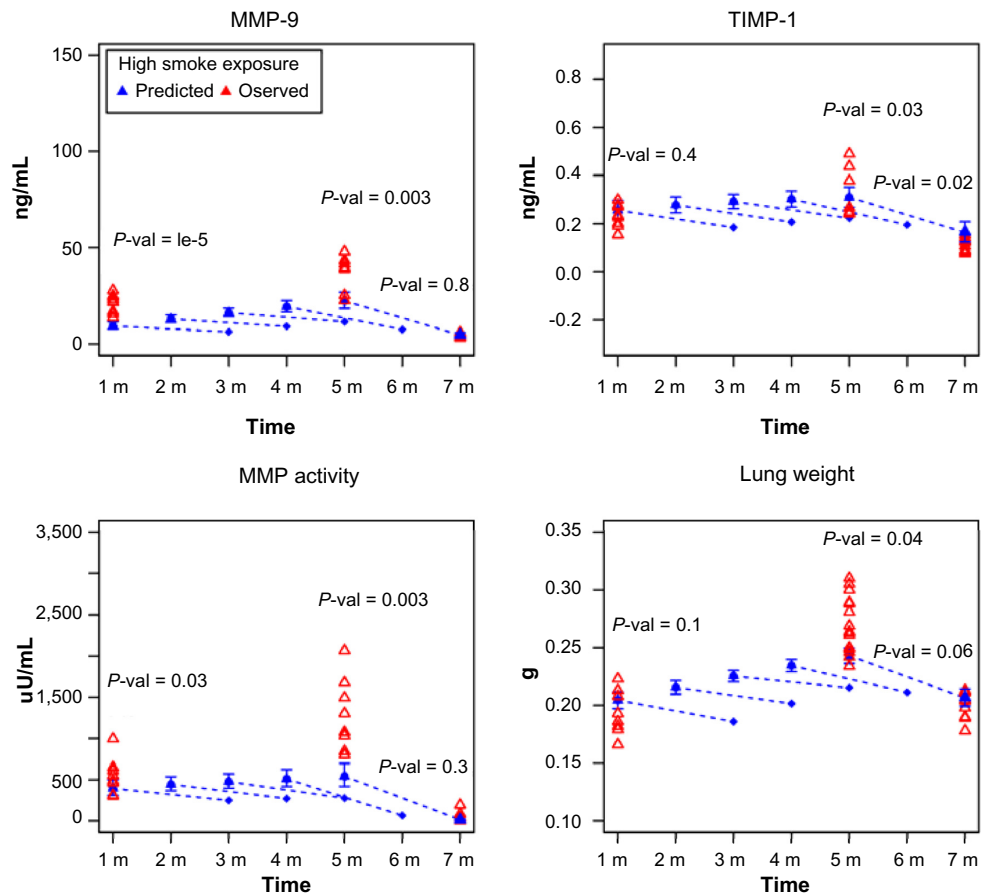 MMP-9
150
100
50
0
ng/mL
High smoke exposure
Predicted Oserved
P-val = le-5
P-val = 0.003
P-val = 0.8
1 m 2 m 3 m 4 m 5 m 6 m 7 m
Time
TIMP-1
0.8
0.6
0.4
0.2
0.0
-0.2
ng/mL
P-val = 0.4
P-val = 0.03
P-val = 0.02
1 m 2 m 3 m 4 m 5 m 6 m 7 m
Time
MMP activity
3,500
2,500
1,500
500
0
uU/mL
P-val = 0.03
P-val = 0.003
P-val = 0.3
1 m 2 m 3 m 4 m 5 m 6 m 7 m
Time
Lung weight
0.35
0.30
0.25
0.20
0.15
0.10
g
P-val = 0.1
P-val = 0.04
P-val = 0.06
1 m 2 m 3 m 4 m 5 m 6 m 7 m
Time